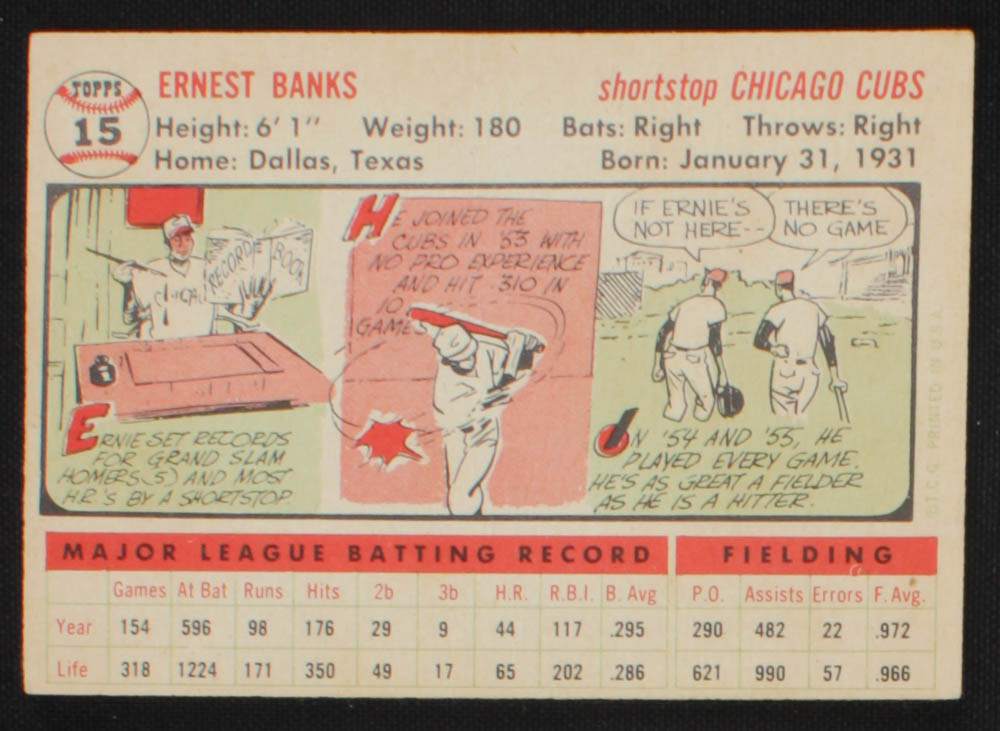 TOPPS
15
ERNEST BANKS
shortstop CHICAGO CUBS
Height: 6' 1" Weight: 180 Bats: Right Throws: Right
Home: Dallas, Texas Born: January 31, 1931
RECORD BOOK
CHICAG
ERNIE SET RECORDS
FOR GRAND SLAM
HOMERS (5) AND MOST
H.R.'S BY A SHORTSTOP.
HE JOINED THE
CUBS IN '53 WITH
NO PRO EXPERIENCE
AND HIT .310 IN
10
GAMES
IF ERNIE'S
NOT HERE--
THERE'S
NO GAME
IN '54 AND '55, HE
PLAYED EVERY GAME.
HE'S AS GREAT A FIELDER
AS HE IS A HITTER.
©T.C.G. PRINTED IN U.S.A.
MAJOR LEAGUE BATTING RECORD FIELDING
Games At Bat Runs Hits 2b 3b H.R. R.B.I. B. Avg P.O. Assists Errors F. Avg.
Year 154 596 98 176 29 9 44 117 .295 290 482 22 .972
Life 318 1224 171 350 49 17 65 202 .286 621 990 57 .966